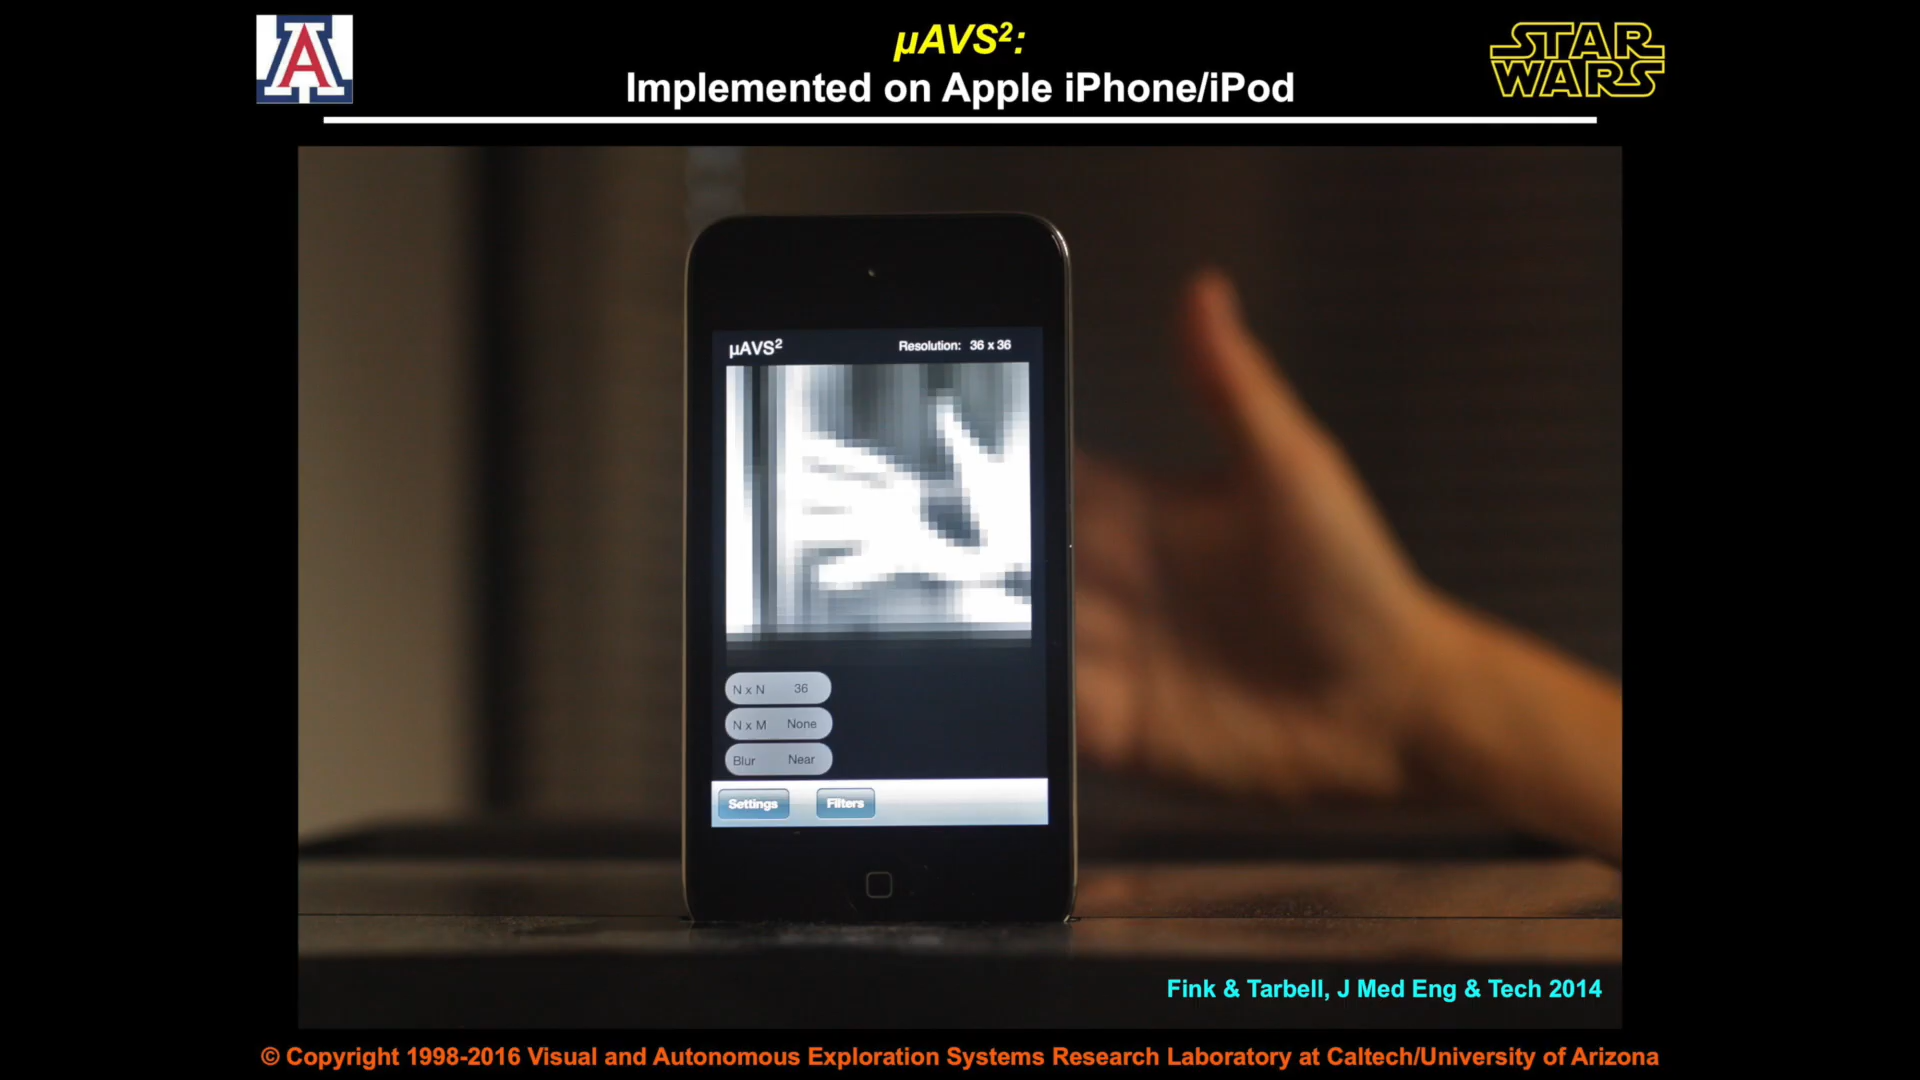 µAVS²:
Implemented on Apple iPhone/iPod
STAR
WARS
A
µAVS²
Resolution: 36 x 36
N x N 36
N x M None
Blur Near
Settings Filters
Fink & Tarbell, J Med Eng & Tech 2014
© Copyright 1998-2016 Visual and Autonomous Exploration Systems Research Laboratory at Caltech/University of Arizona